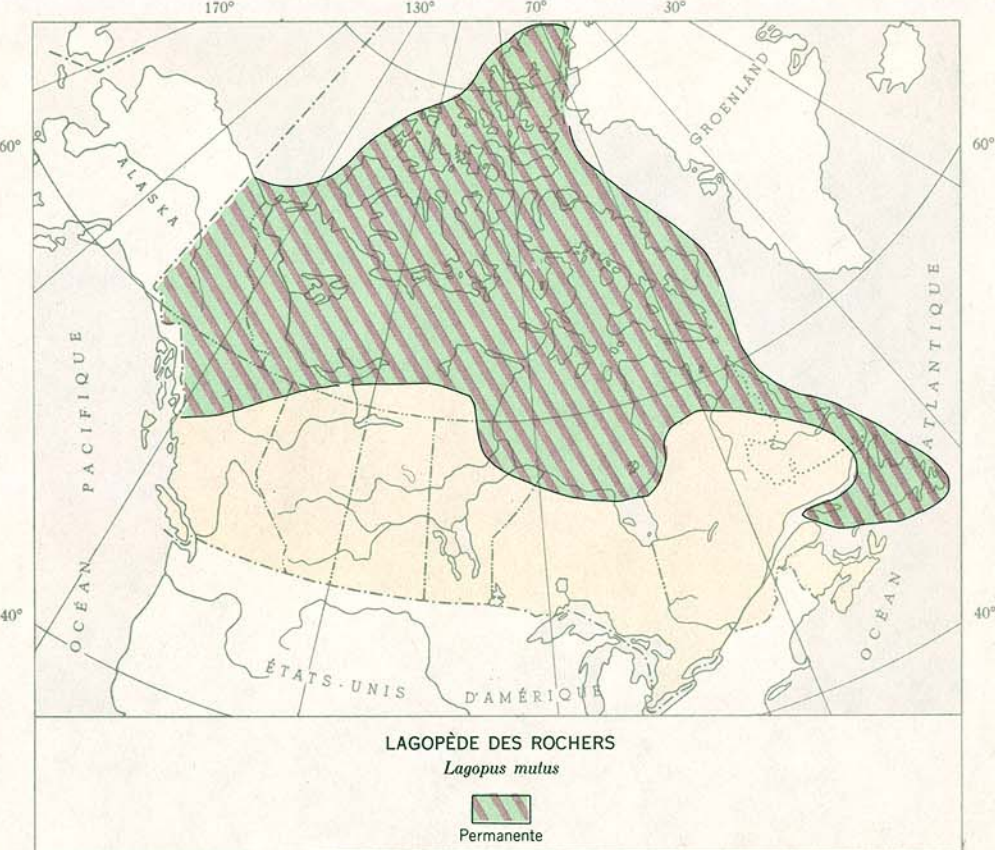 170° 130° 70° 30°
60° 60°
ALASKA
GROENLAND
OCÉAN PACIFIQUE
OCÉAN ATLANTIQUE
40° 40°
ÉTATS-UNIS D'AMÉRIQUE
LAGOPÈDE DES ROCHERS
Lagopus mutus
Permanente